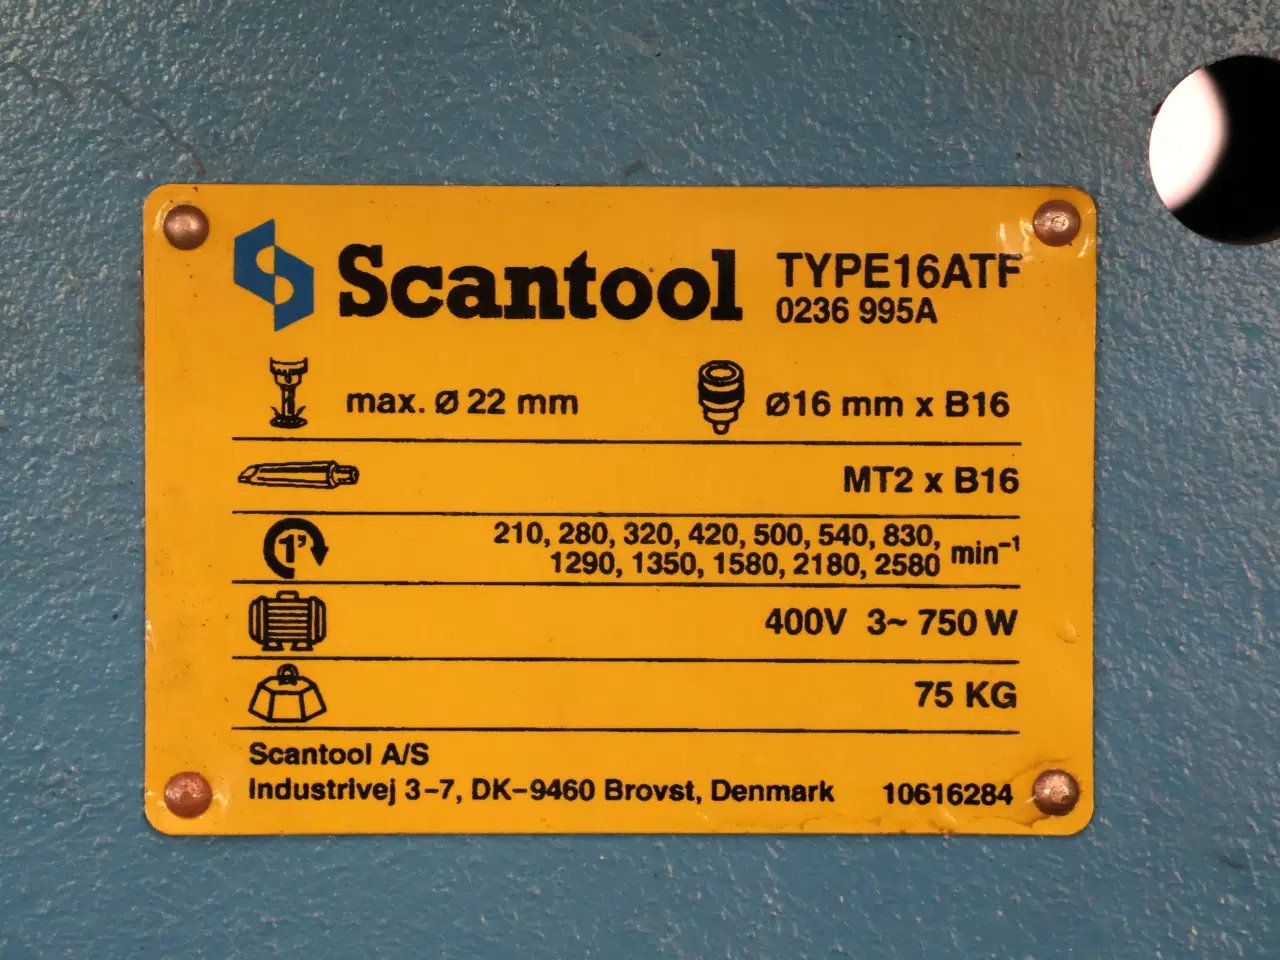 Scantool TYPE16ATF
0236 995A
max. Ø 22 mm Ø16 mm x B16
MT2 x B16
1'
210, 280, 320, 420, 500, 540, 830,
1290, 1350, 1580, 2180, 2580 min⁻¹
400V 3~ 750 W
75 KG
Scantool A/S
Industrivej 3-7, DK-9460 Brovst, Denmark 10616284